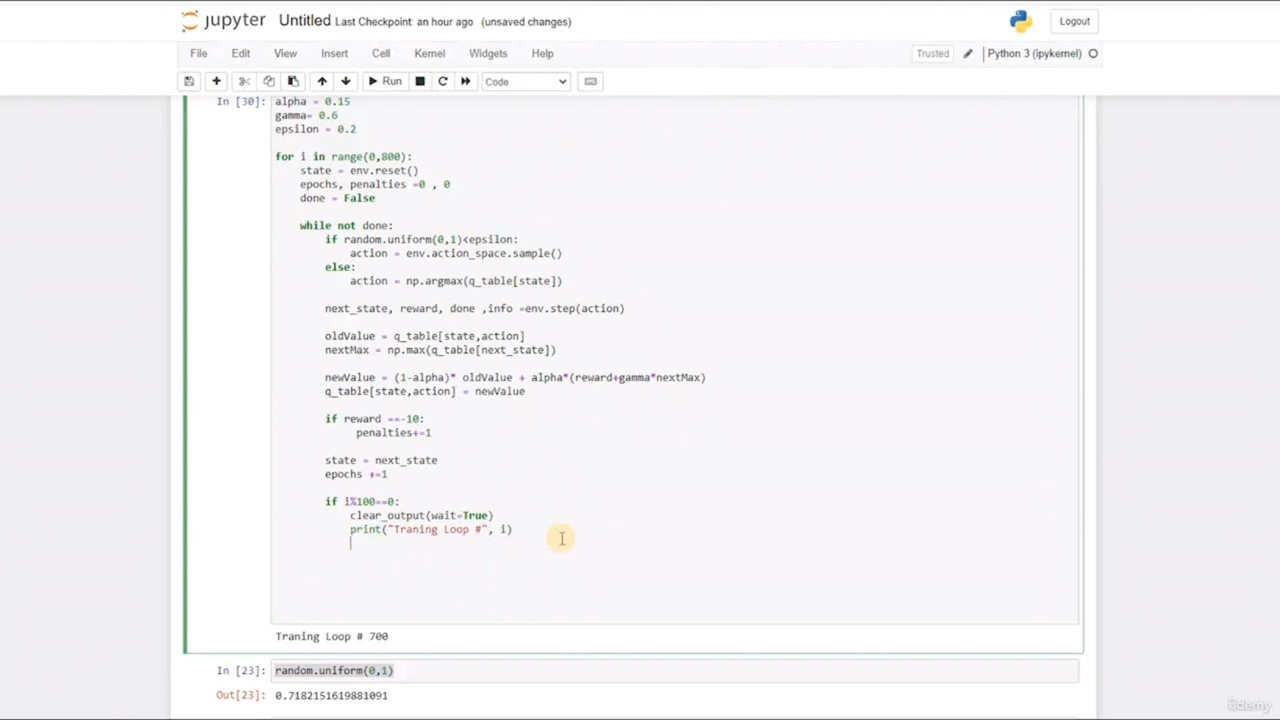 jupyter Untitled Last Checkpoint: an hour ago (unsaved changes) Logout
File Edit View Insert Cell Kernel Widgets Help Trusted Python 3 (ipykernel)
Run Code
In [30]: alpha = 0.15
gamma= 0.6
epsilon = 0.2
for i in range(0,800):
state = env.reset()
epochs, penalties =0 , 0
done = False
while not done:
if random.uniform(0,1)<epsilon:
action = env.action_space.sample()
else:
action = np.argmax(q_table[state])
next_state, reward, done ,info =env.step(action)
oldValue = q_table[state,action]
nextMax = np.max(q_table[next_state])
newValue = (1-alpha)* oldValue + alpha*(reward+gamma*nextMax)
q_table[state,action] = newValue
if reward ==-10:
penalties+=1
state = next_state
epochs +=1
if i%100==0:
clear_output(wait=True)
print("Traning Loop #", i)
Traning Loop # 700
In [23]: random.uniform(0,1)
Out[23]: 0.7182151619881091
Udemy